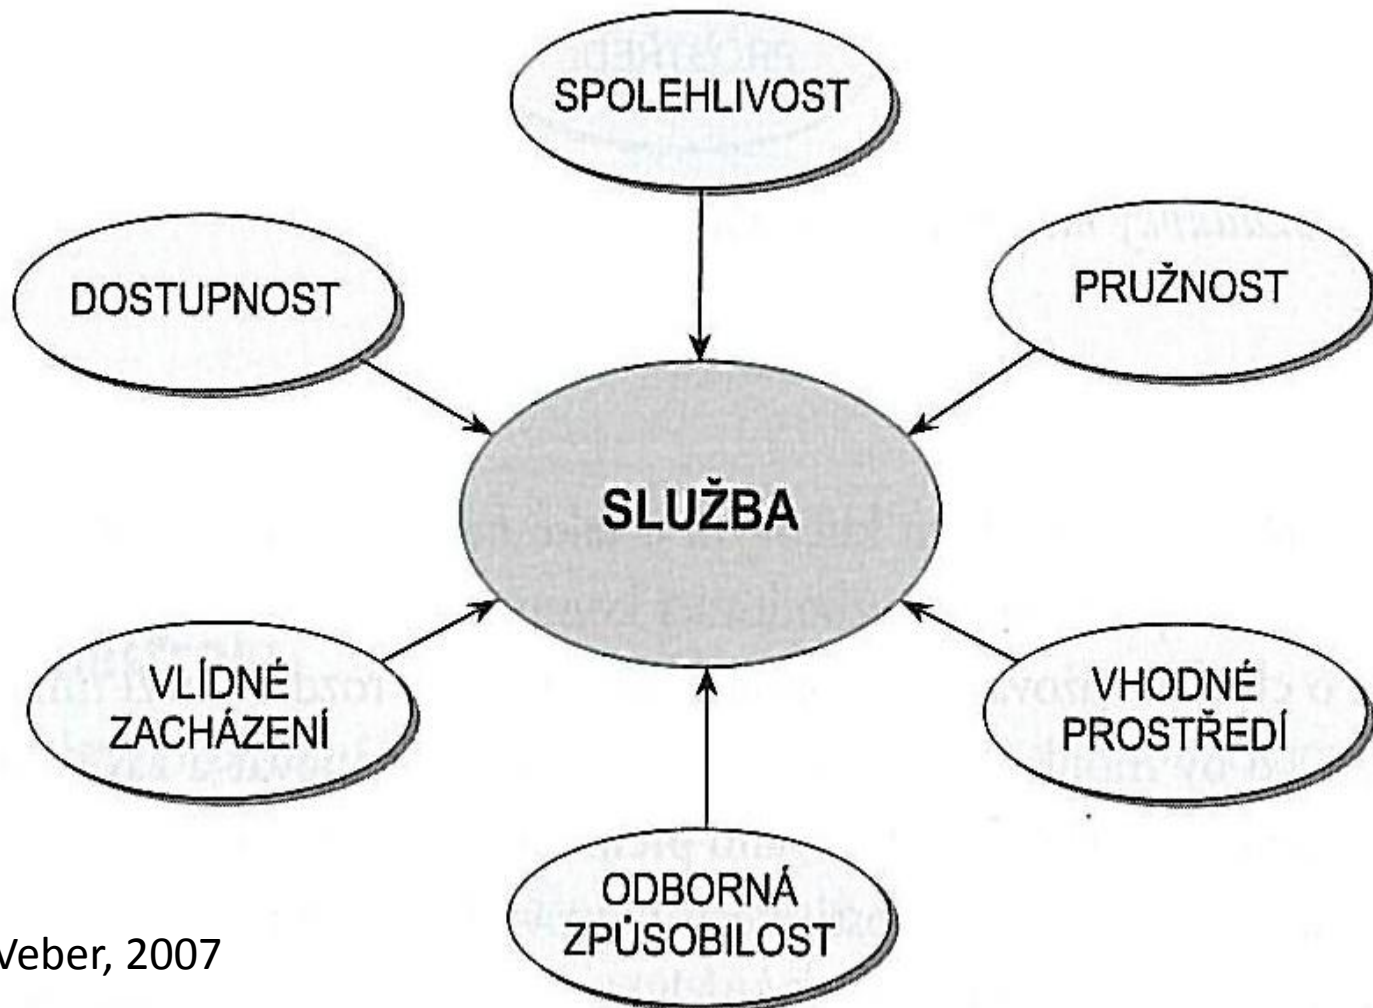 SPOLEHLIVOST
DOSTUPNOST
PRUŽNOST
SLUŽBA
VLÍDNÉ
ZACHÁZENÍ
VHODNÉ
PROSTŘEDÍ
ODBORNÁ
ZPŮSOBILOST
Veber, 2007